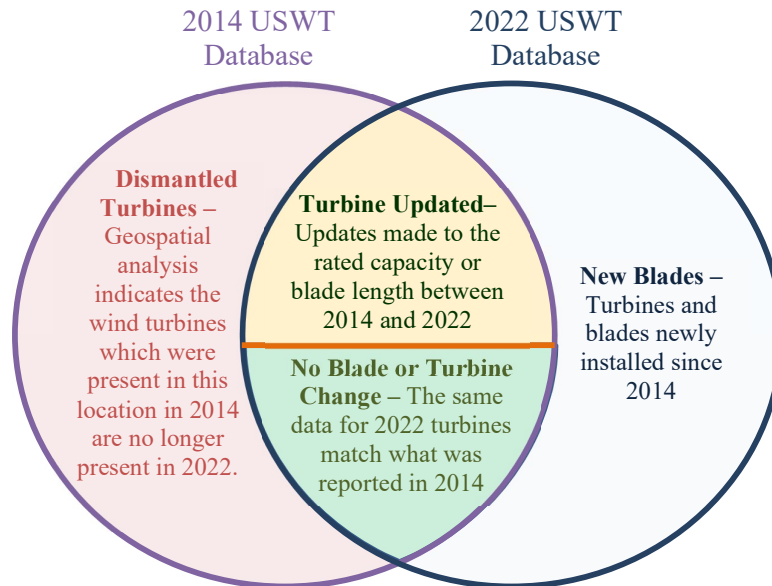 2014 USWT
Database
2022 USWT
Database
Dismantled
Turbines –
Geospatial
analysis
indicates the
wind turbines
which were
present in this
location in 2014
are no longer
present in 2022.
Turbine Updated–
Updates made to the
rated capacity or
blade length between
2014 and 2022
No Blade or Turbine
Change – The same
data for 2022 turbines
match what was
reported in 2014
New Blades –
Turbines and
blades newly
installed since
2014